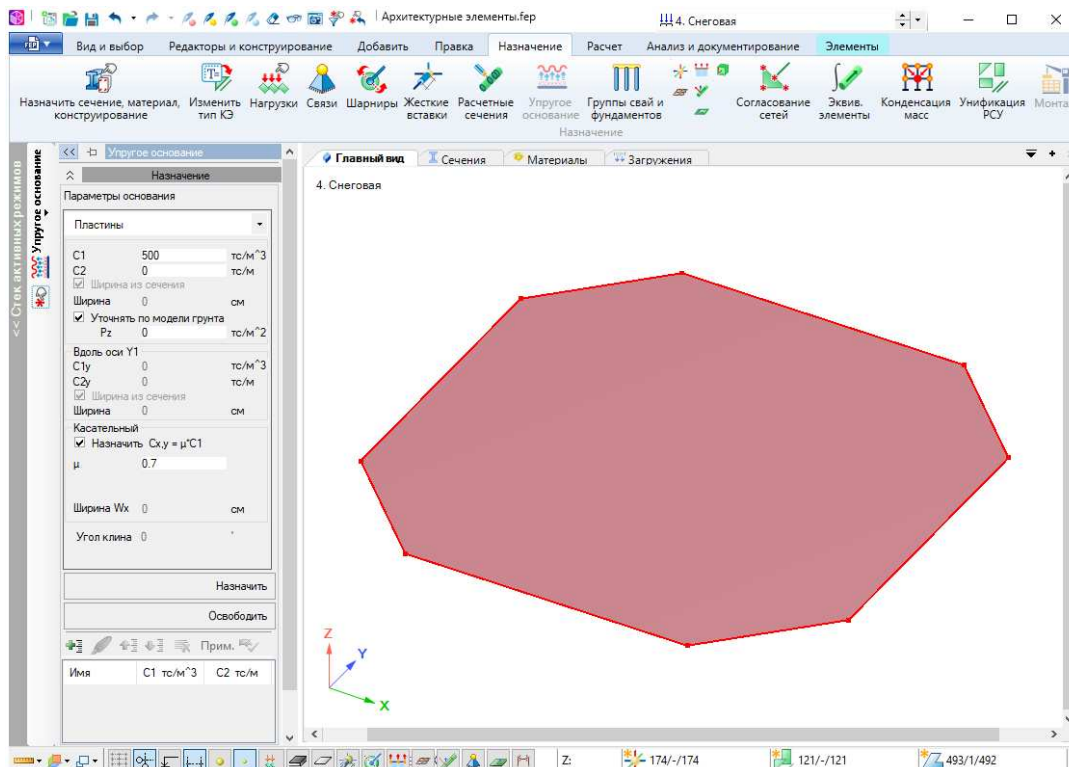 Архитектурные элементы.fep
4. Снеговая
Вид и выбор Редакторы и конструирование Добавить Правка Назначение Расчет Анализ и документирование Элементы
Назначить сечение, материал, конструирование
Изменить тип КЭ
Нагрузки
Связи
Шарниры
Жесткие вставки
Расчетные сечения
Упругое основание
Группы свай и фундаментов
Согласование сетей
Эквив. элементы
Конденсация масс
Унификация РСУ
Монта
Назначение
<< Упругое основание
Главный вид Сечения Материалы Загружения
<< Стек активных режимов
Упругое основание
Назначение
4. Снеговая
Параметры основания
Пластины
C1 500 тс/м^3
C2 0 тс/м
Ширина из сечения
Ширина 0 см
Уточнять по модели грунта
Pz 0 тс/м^2
Вдоль оси Y1
C1y 0 тс/м^3
C2y 0 тс/м
Ширина из сечения
Ширина 0 см
Касательный
Назначить Cx,y = µ*C1
µ 0.7
Ширина Wx 0 см
Угол клина 0 °
Назначить
Освободить
Прим.
Имя C1 тс/м^3 C2 тс/м
Z
Y
X
Z: 174/-/174 121/-/121 493/1/492